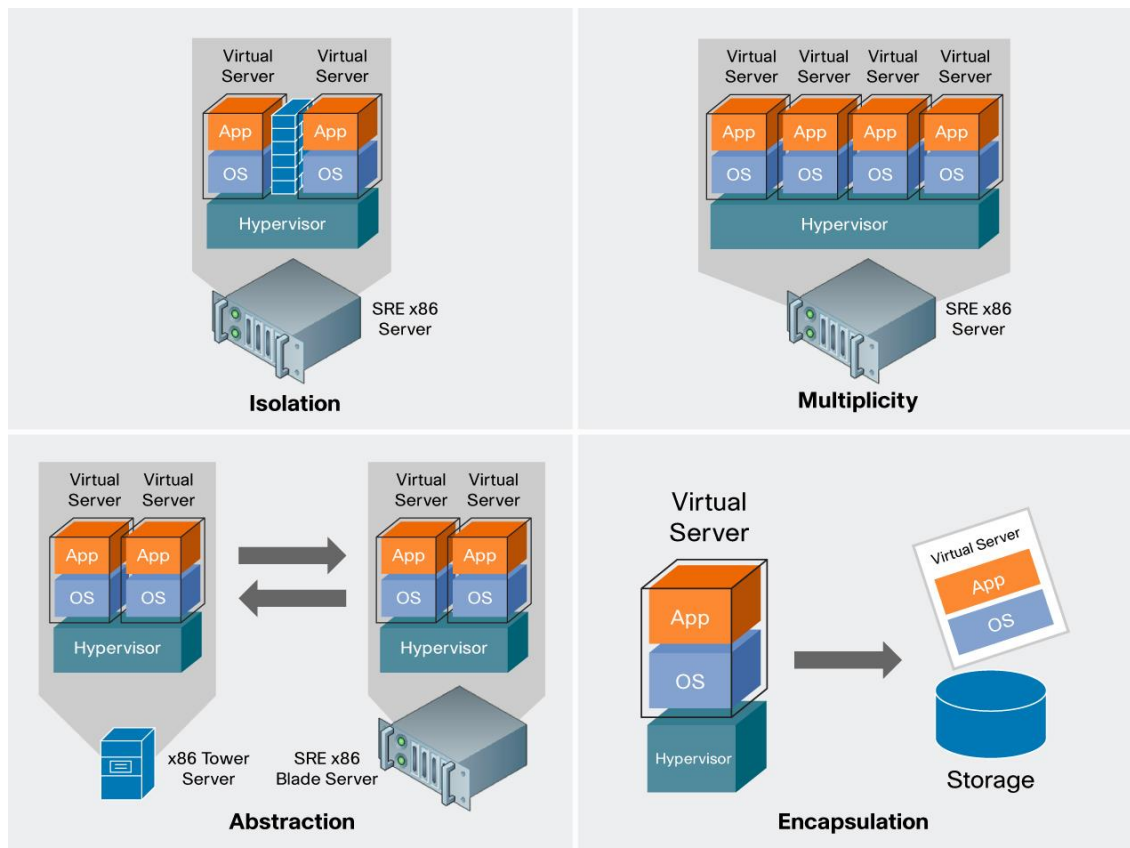 Virtual
Server
Virtual
Server
App
App
OS
OS
Hypervisor
SRE x86
Server
Isolation
Virtual
Server
Virtual
Server
Virtual
Server
Virtual
Server
App
App
App
App
OS
OS
OS
OS
Hypervisor
SRE x86
Server
Multiplicity
Virtual
Server
Virtual
Server
App
App
OS
OS
Hypervisor
x86 Tower
Server
Virtual
Server
Virtual
Server
App
App
OS
OS
Hypervisor
SRE x86
Blade Server
Abstraction
Virtual
Server
App
OS
Hypervisor
Virtual Server
App
OS
Storage
Encapsulation